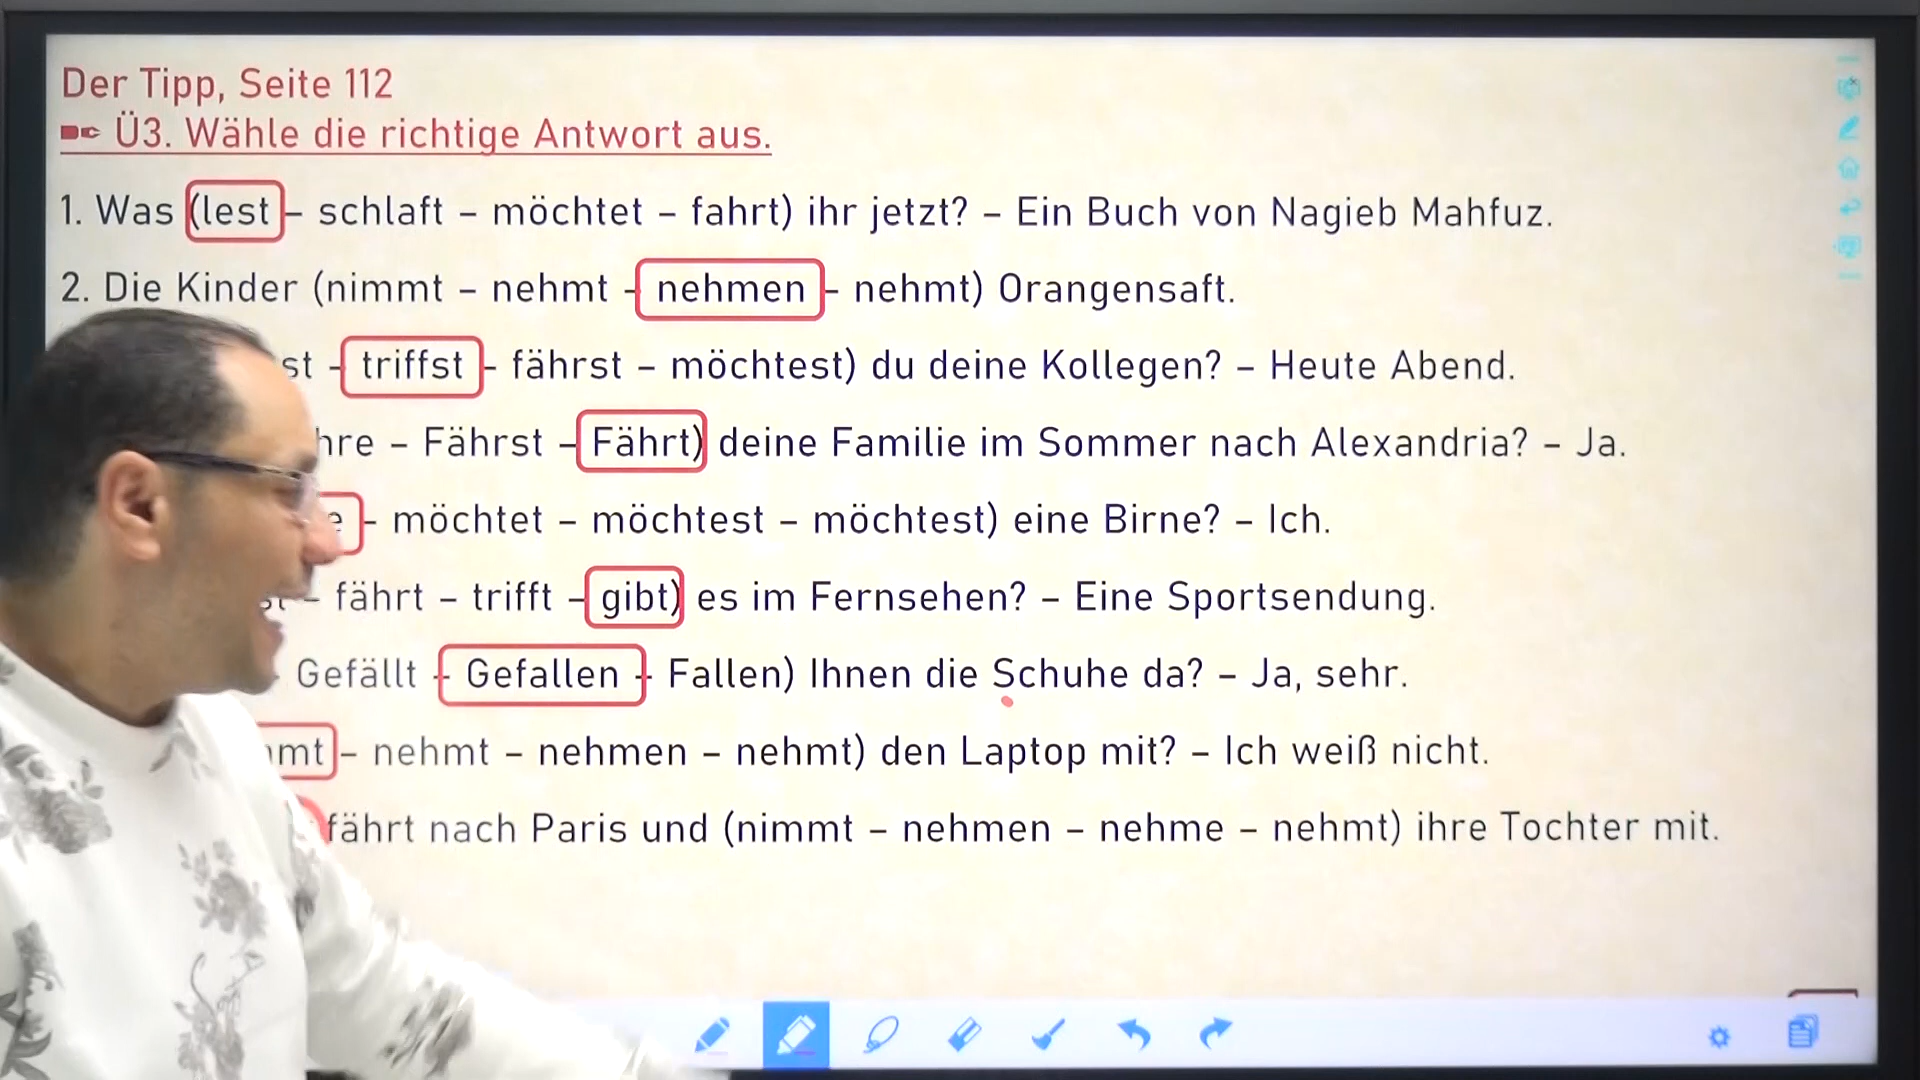 Der Tipp, Seite 112
Ü3. Wähle die richtige Antwort aus.
1. Was (lest – schlaft – möchtet – fahrt) ihr jetzt? – Ein Buch von Nagieb Mahfuz.
2. Die Kinder (nimmt – nehmt – nehmen – nehmt) Orangensaft.
st – triffst – fährst – möchtest) du deine Kollegen? – Heute Abend.
hre – Fährst – Fährt) deine Familie im Sommer nach Alexandria? – Ja.
e – möchtet – möchtest – möchtest) eine Birne? – Ich.
st – fährt – trifft – gibt) es im Fernsehen? – Eine Sportsendung.
– Gefällt – Gefallen – Fallen) Ihnen die Schuhe da? – Ja, sehr.
mt – nehmt – nehmen – nehmt) den Laptop mit? – Ich weiß nicht.
fährt nach Paris und (nimmt – nehmen – nehme – nehmt) ihre Tochter mit.